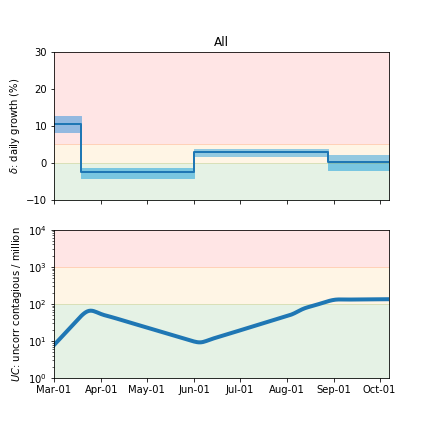 All
δ: daily growth (%)
30
20
10
0
−10
UC: uncorr contagious / million
10⁴
10³
10²
10¹
10⁰
Mar-01 Apr-01 May-01 Jun-01 Jul-01 Aug-01 Sep-01 Oct-01